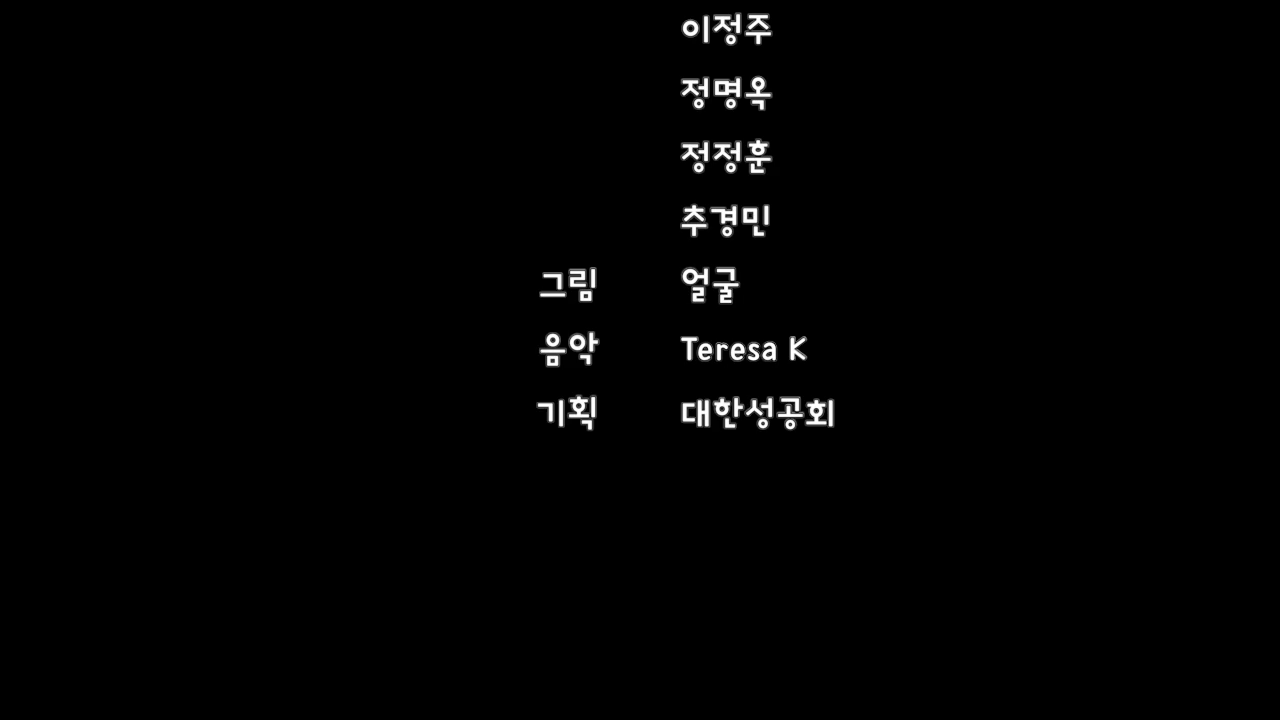 이정주
정명옥
정정훈
추경민
그림 얼굴
음악 Teresa K
기획 대한성공회